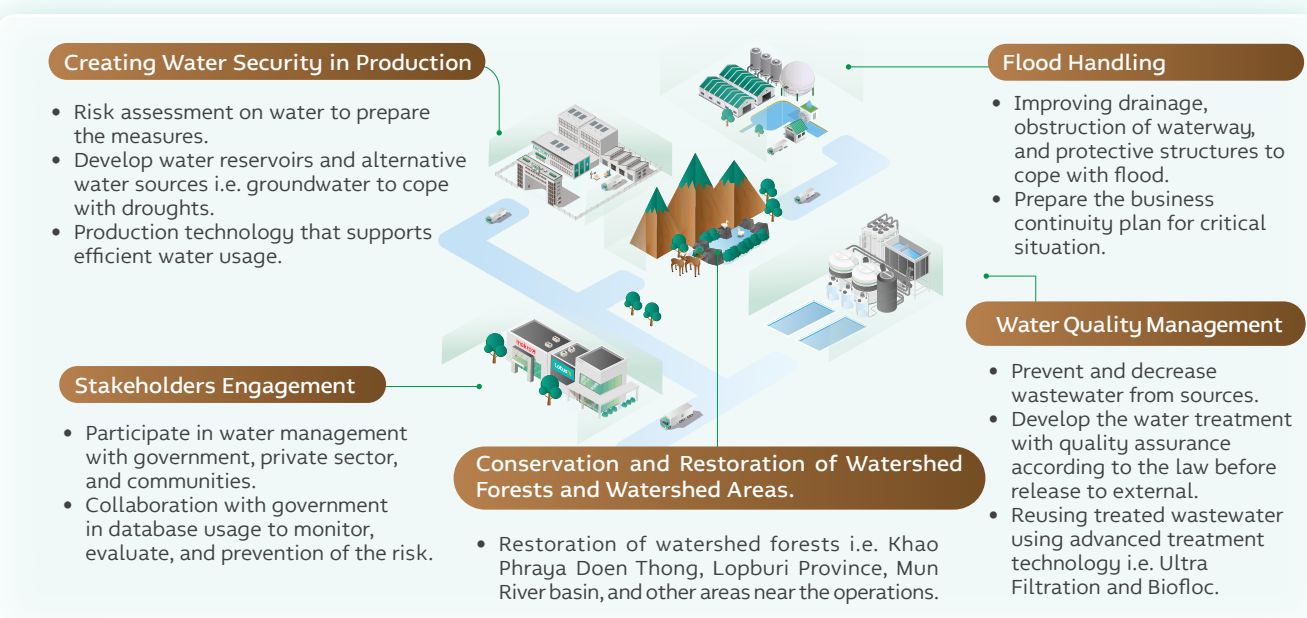 Creating Water Security in Production
• Risk assessment on water to prepare
the measures.
• Develop water reservoirs and alternative
water sources i.e. groundwater to cope
with droughts.
• Production technology that supports
efficient water usage.
Flood Handling
• Improving drainage,
obstruction of waterway,
and protective structures to
cope with flood.
• Prepare the business
continuity plan for critical
situation.
Water Quality Management
• Prevent and decrease
wastewater from sources.
• Develop the water treatment
with quality assurance
according to the law before
release to external.
• Reusing treated wastewater
using advanced treatment
technology i.e. Ultra
Filtration and Biofloc.
Stakeholders Engagement
• Participate in water management
with government, private sector,
and communities.
• Collaboration with government
in database usage to monitor,
evaluate, and prevention of the risk.
makro
Lotus's
Conservation and Restoration of Watershed
Forests and Watershed Areas.
• Restoration of watershed forests i.e. Khao
Phraya Doen Thong, Lopburi Province, Mun
River basin, and other areas near the operations.